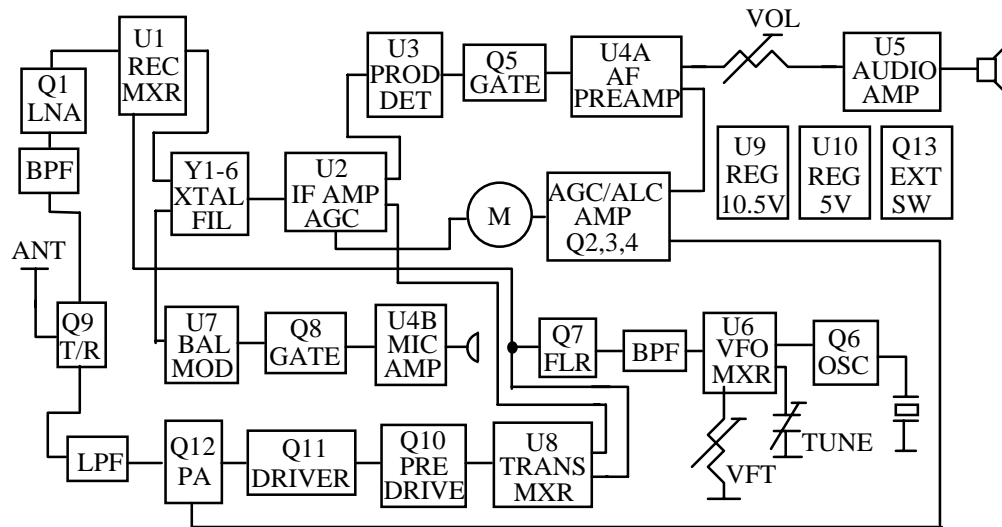 U1
REC
MXR
Q1
LNA
BPF
ANT
Q9
T/R
LPF
Y1-6
XTAL
FIL
U2
IF AMP
AGC
U3
PROD
DET
Q5
GATE
U4A
AF
PREAMP
VOL
U5
AUDIO
AMP
M
AGC/ALC
AMP
Q2,3,4
U9
REG
10.5V
U10
REG
5V
Q13
EXT
SW
U7
BAL
MOD
Q8
GATE
U4B
MIC
AMP
Q7
FLR
BPF
U6
VFO
MXR
Q6
OSC
TUNE
VFT
Q12
PA
Q11
DRIVER
Q10
PRE
DRIVE
U8
TRANS
MXR